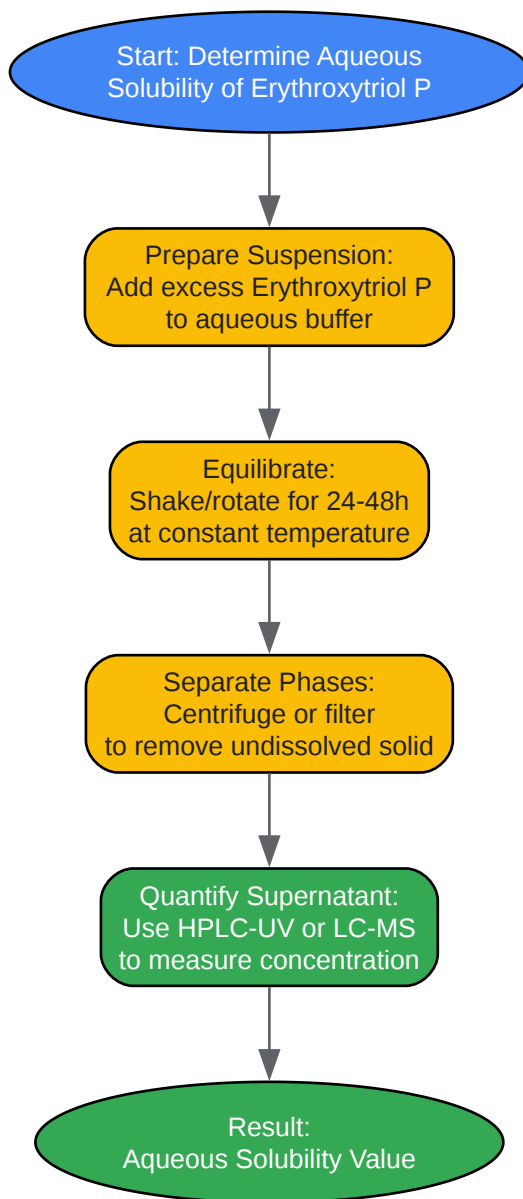 Start: Determine Aqueous
Solubility of Erythroxytriol P
Prepare Suspension:
Add excess Erythroxytriol P
to aqueous buffer
Equilibrate:
Shake/rotate for 24-48h
at constant temperature
Separate Phases:
Centrifuge or filter
to remove undissolved solid
Quantify Supernatant:
Use HPLC-UV or LC-MS
to measure concentration
Result:
Aqueous Solubility Value